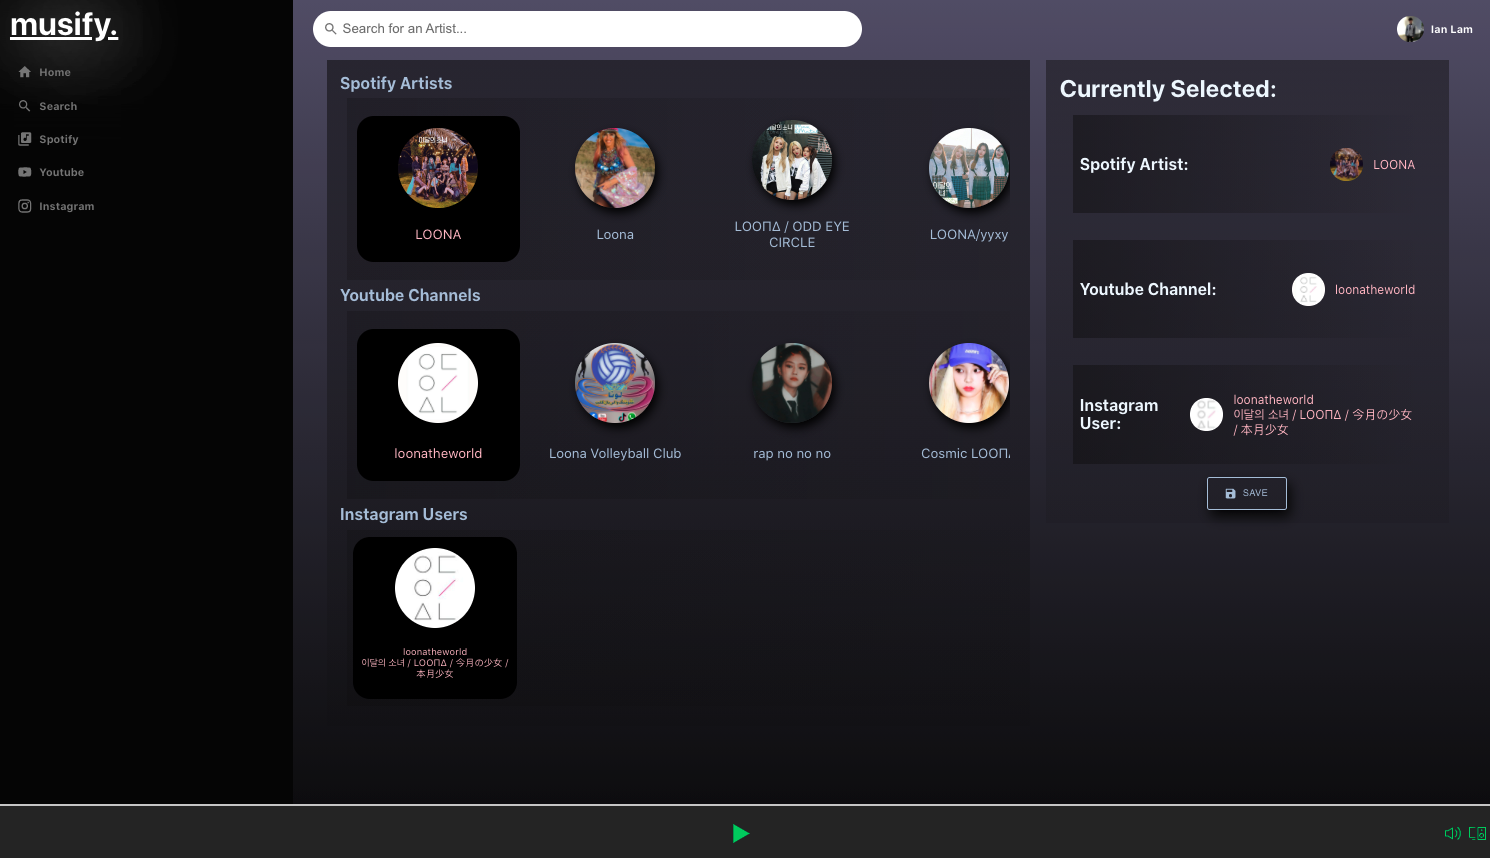 musify.
Search for an Artist...
Ian Lam
Home
Search
Spotify
Youtube
Instagram
Spotify Artists
LOONA
Loona
LOOΠΔ / ODD EYE
CIRCLE
LOONA/yyxy
Youtube Channels
loonatheworld
Loona Volleyball Club
rap no no no
Cosmic LOOΠΔ
Instagram Users
loonatheworld
이달의 소녀 / LOOΠΔ / 今月の少女 /
本月少女
Currently Selected:
Spotify Artist:
LOONA
Youtube Channel:
loonatheworld
Instagram
User:
loonatheworld
이달의 소녀 / LOOΠΔ / 今月の少女
/ 本月少女
SAVE